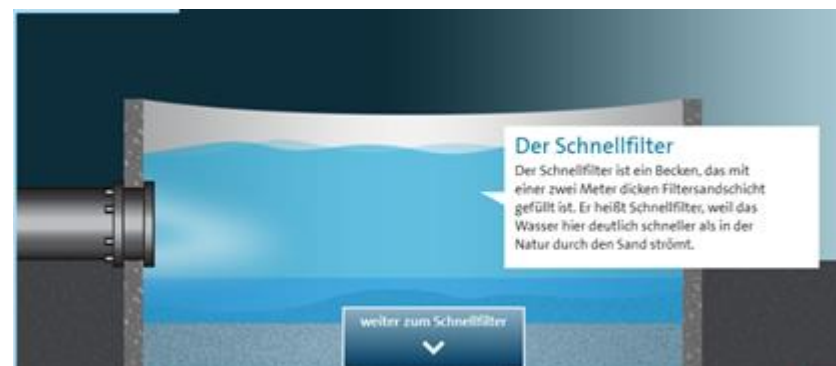 Der Schnellfilter
Der Schnellfilter ist ein Becken, das mit
einer zwei Meter dicken Filtersandschicht
gefüllt ist. Er heißt Schnellfilter, weil das
Wasser hier deutlich schneller als in der
Natur durch den Sand strömt.
weiter zum Schnellfilter